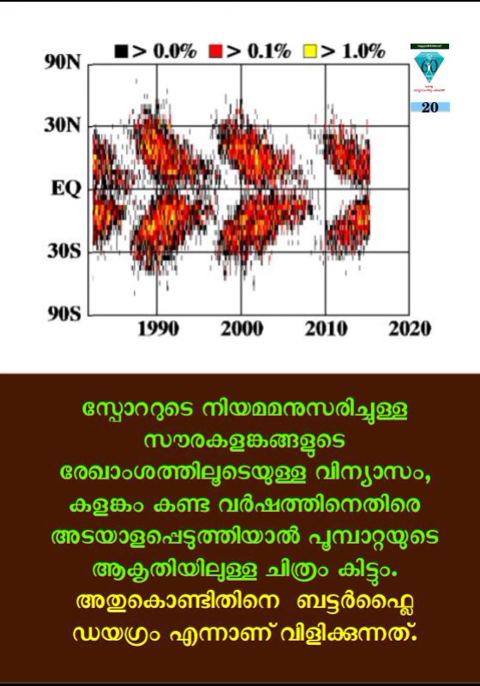 > 0.0% > 0.1% > 1.0%
90N
60
20
30N
EQ
30S
90S
1990 2000 2010 2020
സ്പോററുടെ നിയമമനുസരിച്ചുള്ള
സൗരകളങ്കങ്ങളുടെ
രേഖാംശത്തിലൂടെയുള്ള വിന്യാസം,
കളങ്കം കണ്ട വർഷത്തിനെതിരെ
അടയാളപ്പെടുത്തിയാൽ പൂമ്പാറ്റയുടെ
ആകൃതിയിലുള്ള ചിത്രം കിട്ടും.
അതുകൊണ്ടിതിനെ ബട്ടർഫ്ലൈ
ഡയഗ്രം എന്നാണ് വിളിക്കുന്നത്.